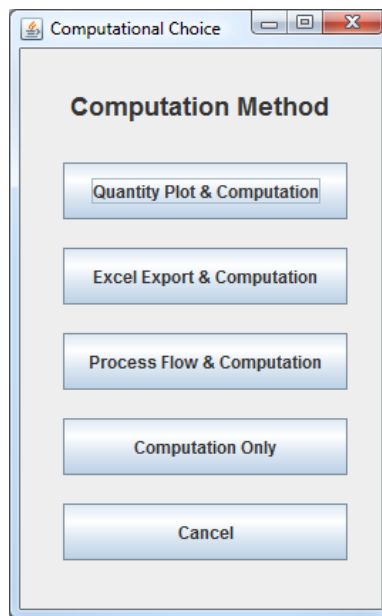 Computational Choice
Computation Method
Quantity Plot & Computation
Excel Export & Computation
Process Flow & Computation
Computation Only
Cancel